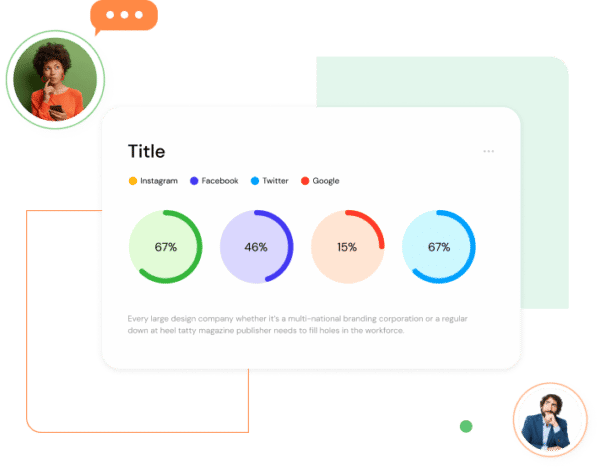 Title
Instagram Facebook Twitter Google
67% 46% 15% 67%
Every large design company whether it's a multi-national branding corporation or a regular
down at heel tatty magazine publisher needs to fill holes in the workforce.